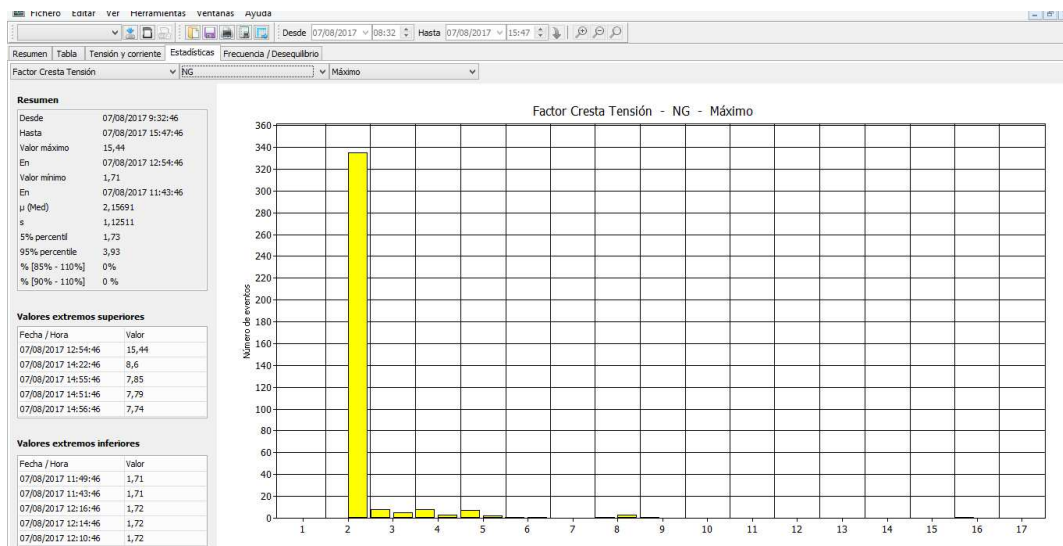 Fichero Editar Ver Herramientas Ventanas Ayuda
Desde 07/08/2017 08:32 Hasta 07/08/2017 15:47
Resumen Tabla Tensión y corriente Estadísticas Frecuencia / Desequilibrio
Factor Cresta Tensión NG Máximo
Resumen
Desde 07/08/2017 9:32:46
Hasta 07/08/2017 15:47:46
Valor máximo 15,44
En 07/08/2017 12:54:46
Valor mínimo 1,71
En 07/08/2017 11:43:46
µ (Med) 2,15691
s 1,12511
5% percentil 1,73
95% percentile 3,93
% [85% - 110%] 0%
% [90% - 110%] 0 %
Valores extremos superiores
Fecha / Hora Valor
07/08/2017 12:54:46 15,44
07/08/2017 14:22:46 8,6
07/08/2017 14:55:46 7,85
07/08/2017 14:51:46 7,79
07/08/2017 14:56:46 7,74
Valores extremos inferiores
Fecha / Hora Valor
07/08/2017 11:49:46 1,71
07/08/2017 11:43:46 1,71
07/08/2017 12:16:46 1,72
07/08/2017 12:14:46 1,72
07/08/2017 12:10:46 1,72
Factor Cresta Tensión - NG - Máximo
Número de eventos
360
340
320
300
280
260
240
220
200
180
160
140
120
100
80
60
40
20
0
1 2 3 4 5 6 7 8 9 10 11 12 13 14 15 16 17